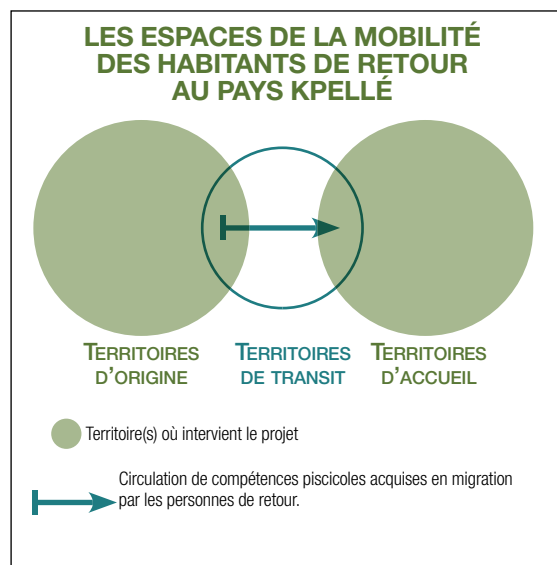 LES ESPACES DE LA MOBILITÉ
DES HABITANTS DE RETOUR
AU PAYS KPELLÉ
TERRITOIRES
D'ORIGINE
TERRITOIRES
DE TRANSIT
TERRITOIRES
D'ACCUEIL
Territoire(s) où intervient le projet
Circulation de compétences piscicoles acquises en migration
par les personnes de retour.